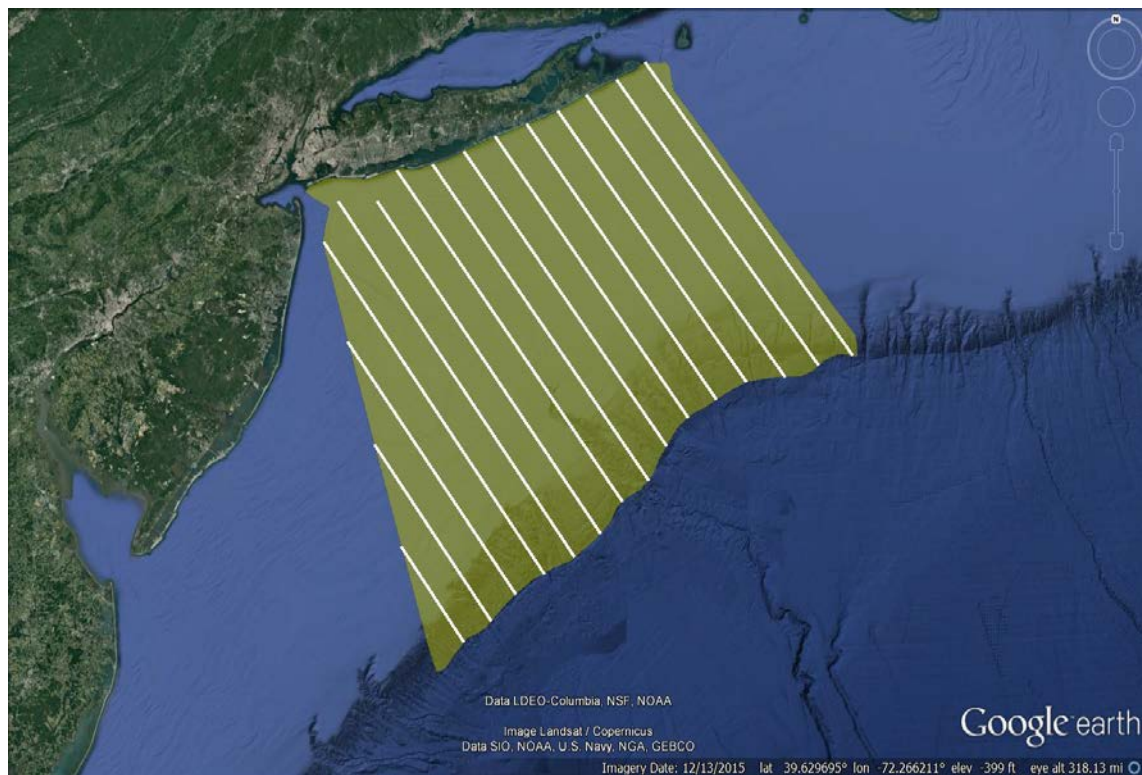 N
Data LDEO-Columbia, NSF, NOAA
Image Landsat / Copernicus
Data SIO, NOAA, U.S. Navy, NGA, GEBCO
Google earth
Imagery Date: 12/13/2015 lat 39.629695° lon -72.266211° elev -399 ft eye alt 318.13 mi